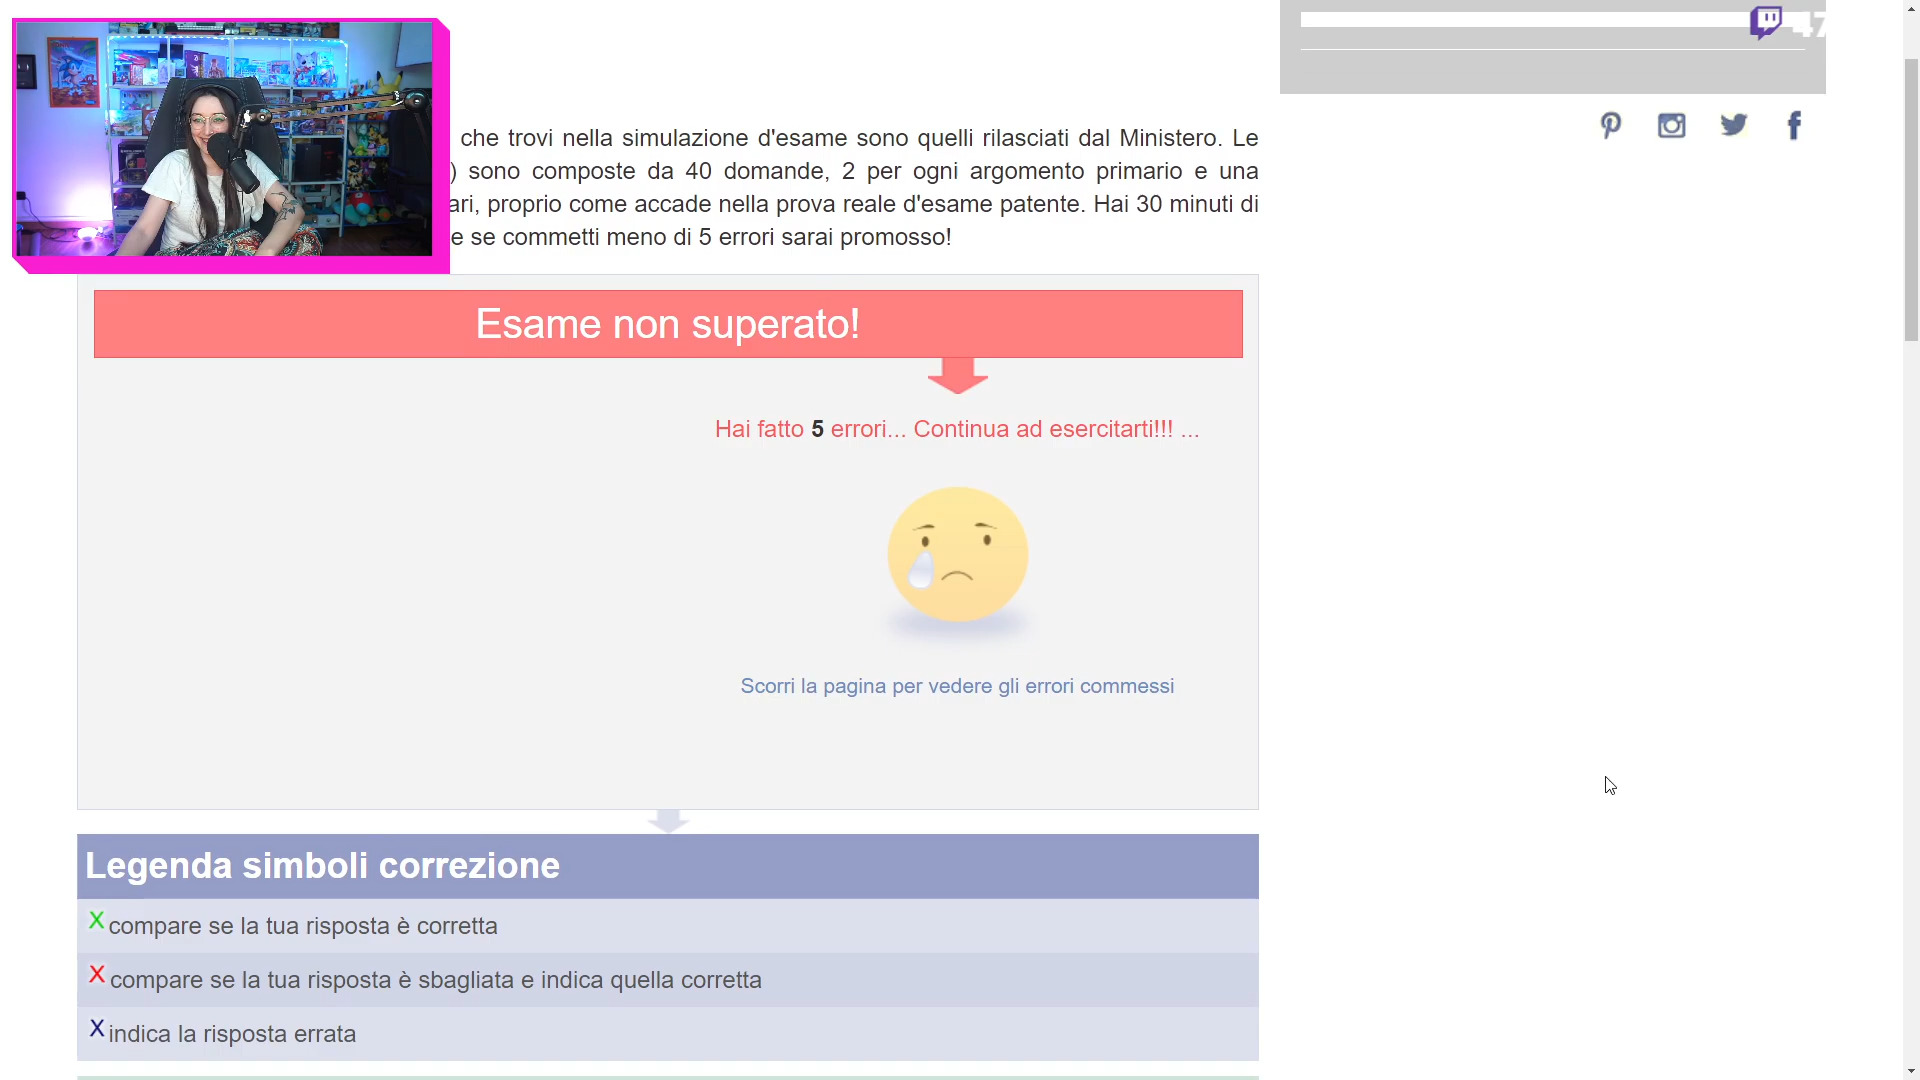 che trovi nella simulazione d'esame sono quelli rilasciati dal Ministero. Le
) sono composte da 40 domande, 2 per ogni argomento primario e una
ari, proprio come accade nella prova reale d'esame patente. Hai 30 minuti di
e se commetti meno di 5 errori sarai promosso!
Esame non superato!
Hai fatto 5 errori... Continua ad esercitarti!!! ...
Scorri la pagina per vedere gli errori commessi
Legenda simboli correzione
X compare se la tua risposta è corretta
X compare se la tua risposta è sbagliata e indica quella corretta
X indica la risposta errata